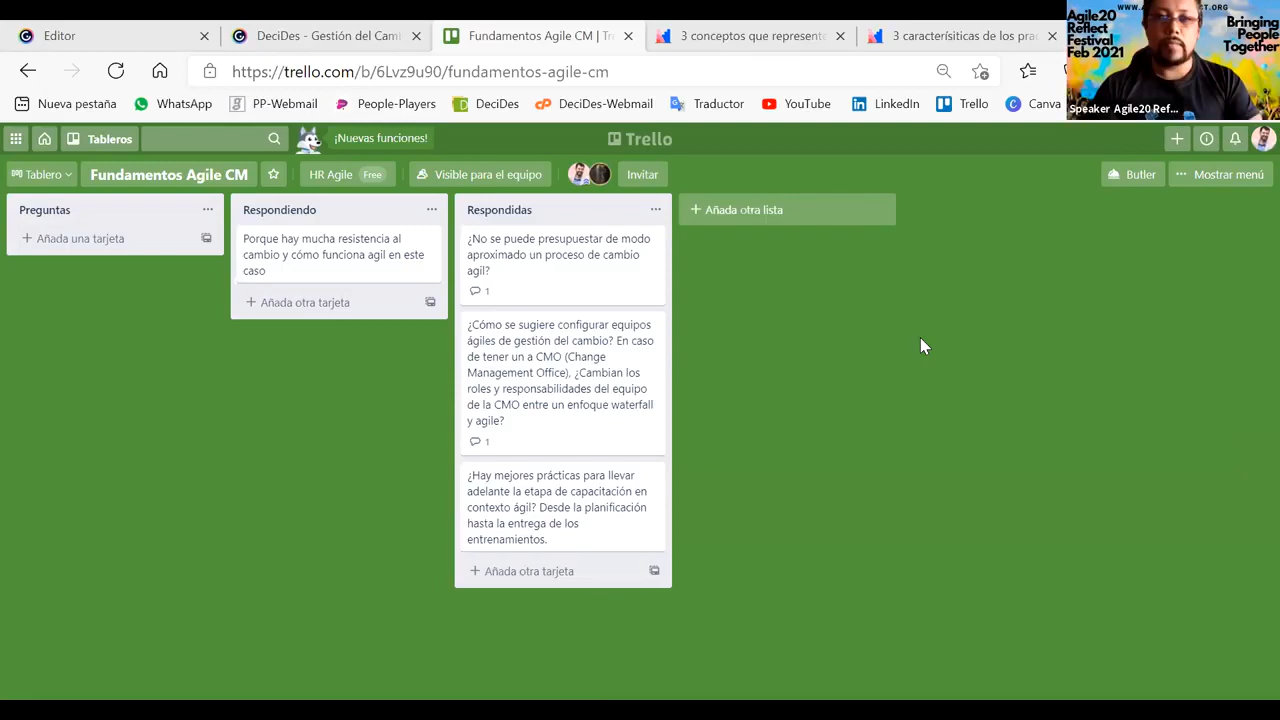 Editor
DeciDes - Gestión del Cam
Fundamentos Agile CM | Tr
3 conceptos que represente
3 caracterísiticas de los pra
https://trello.com/b/6Lvz9u90/fundamentos-agile-cm
Nueva pestaña
WhatsApp
PP-Webmail
People-Players
DeciDes
DeciDes-Webmail
Traductor
YouTube
LinkedIn
Trello
Canva
Agile20
Reflect
Festival
Feb 2021
Bringing
People
Together
Speaker Agile20 Ref...
Tableros
¡Nuevas funciones!
Trello
Tablero
Fundamentos Agile CM
HR Agile Free
Visible para el equipo
Invitar
Butler
Mostrar menú
Preguntas
+ Añada una tarjeta
Respondiendo
Porque hay mucha resistencia al
cambio y cómo funciona agil en este
caso
+ Añada otra tarjeta
Respondidas
¿No se puede presupuestar de modo
aproximado un proceso de cambio
agil?
1
¿Cómo se sugiere configurar equipos
ágiles de gestión del cambio? En caso
de tener un a CMO (Change
Management Office), ¿Cambian los
roles y responsabilidades del equipo
de la CMO entre un enfoque waterfall
y agile?
1
¿Hay mejores prácticas para llevar
adelante la etapa de capacitación en
contexto ágil? Desde la planificación
hasta la entrega de los
entrenamientos.
+ Añada otra tarjeta
+ Añada otra lista